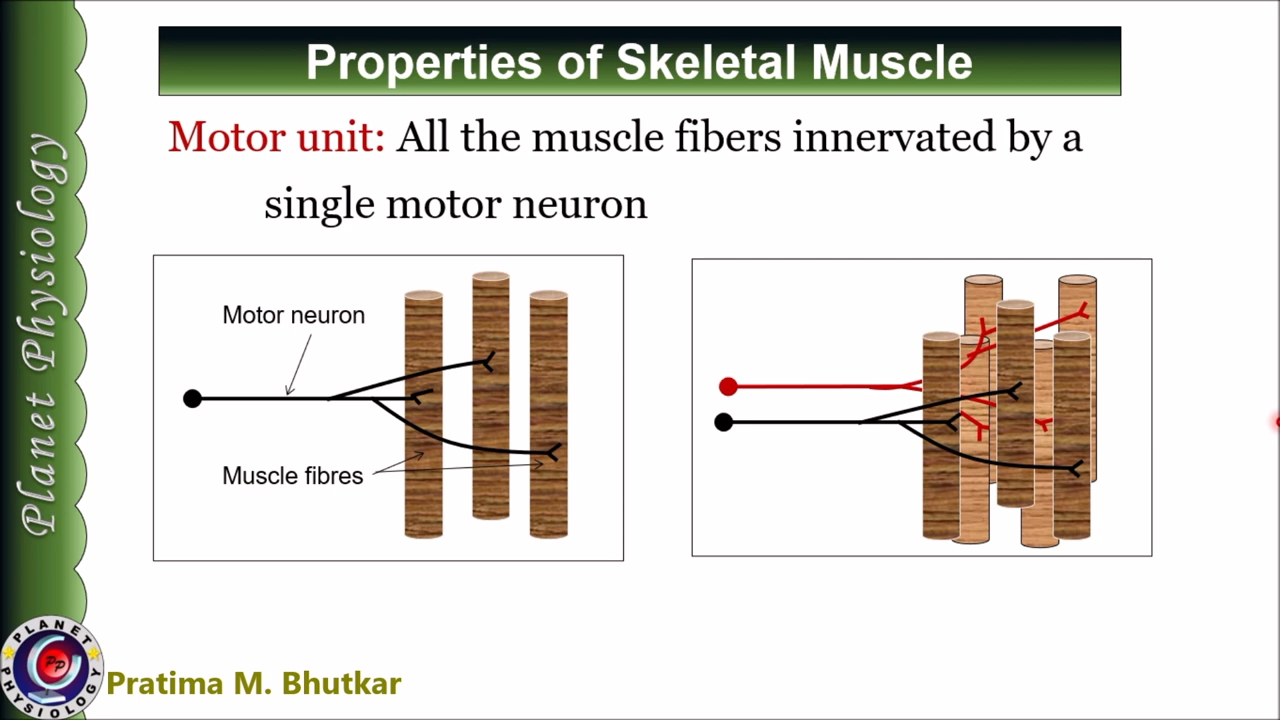 Properties of Skeletal Muscle
Motor unit: All the muscle fibers innervated by a
single motor neuron
Motor neuron
Muscle fibres
Planet Physiology
PLANET
PHYSIOLOGY
PP
Pratima M. Bhutkar